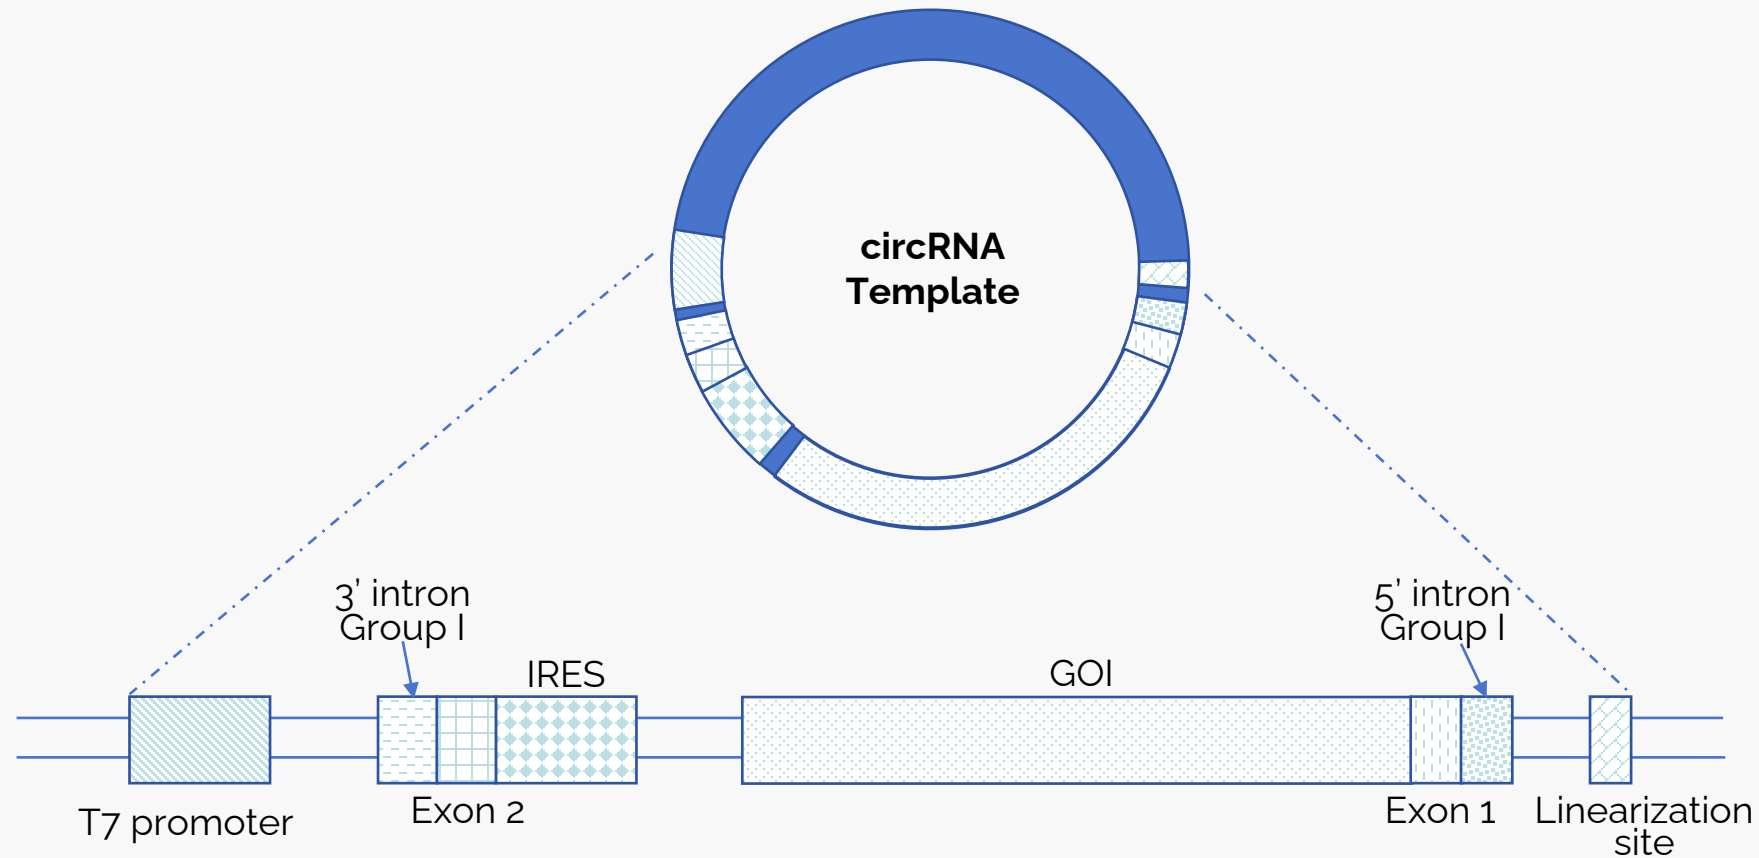 circRNA
Template
3’ intron
Group I
5’ intron
Group I
IRES
GOI
T7 promoter
Exon 2
Exon 1
Linearization
site